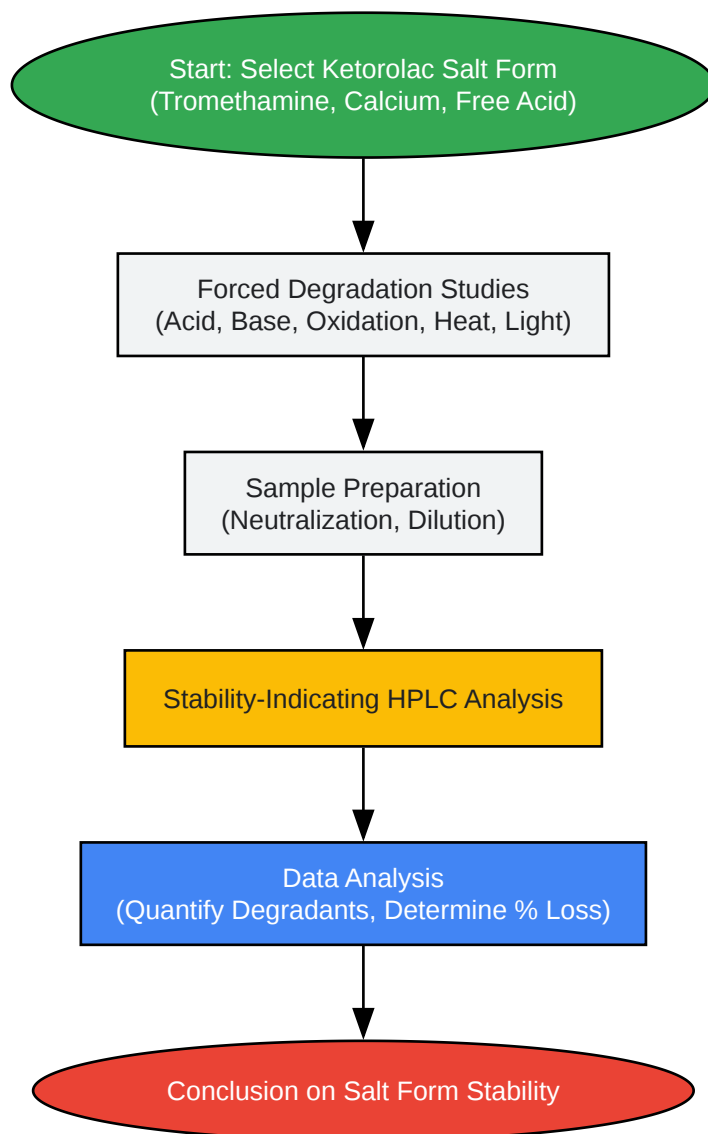 Start: Select Ketorolac Salt Form
(Tromethamine, Calcium, Free Acid)
Forced Degradation Studies
(Acid, Base, Oxidation, Heat, Light)
Sample Preparation
(Neutralization, Dilution)
Stability-Indicating HPLC Analysis
Data Analysis
(Quantify Degradants, Determine % Loss)
Conclusion on Salt Form Stability